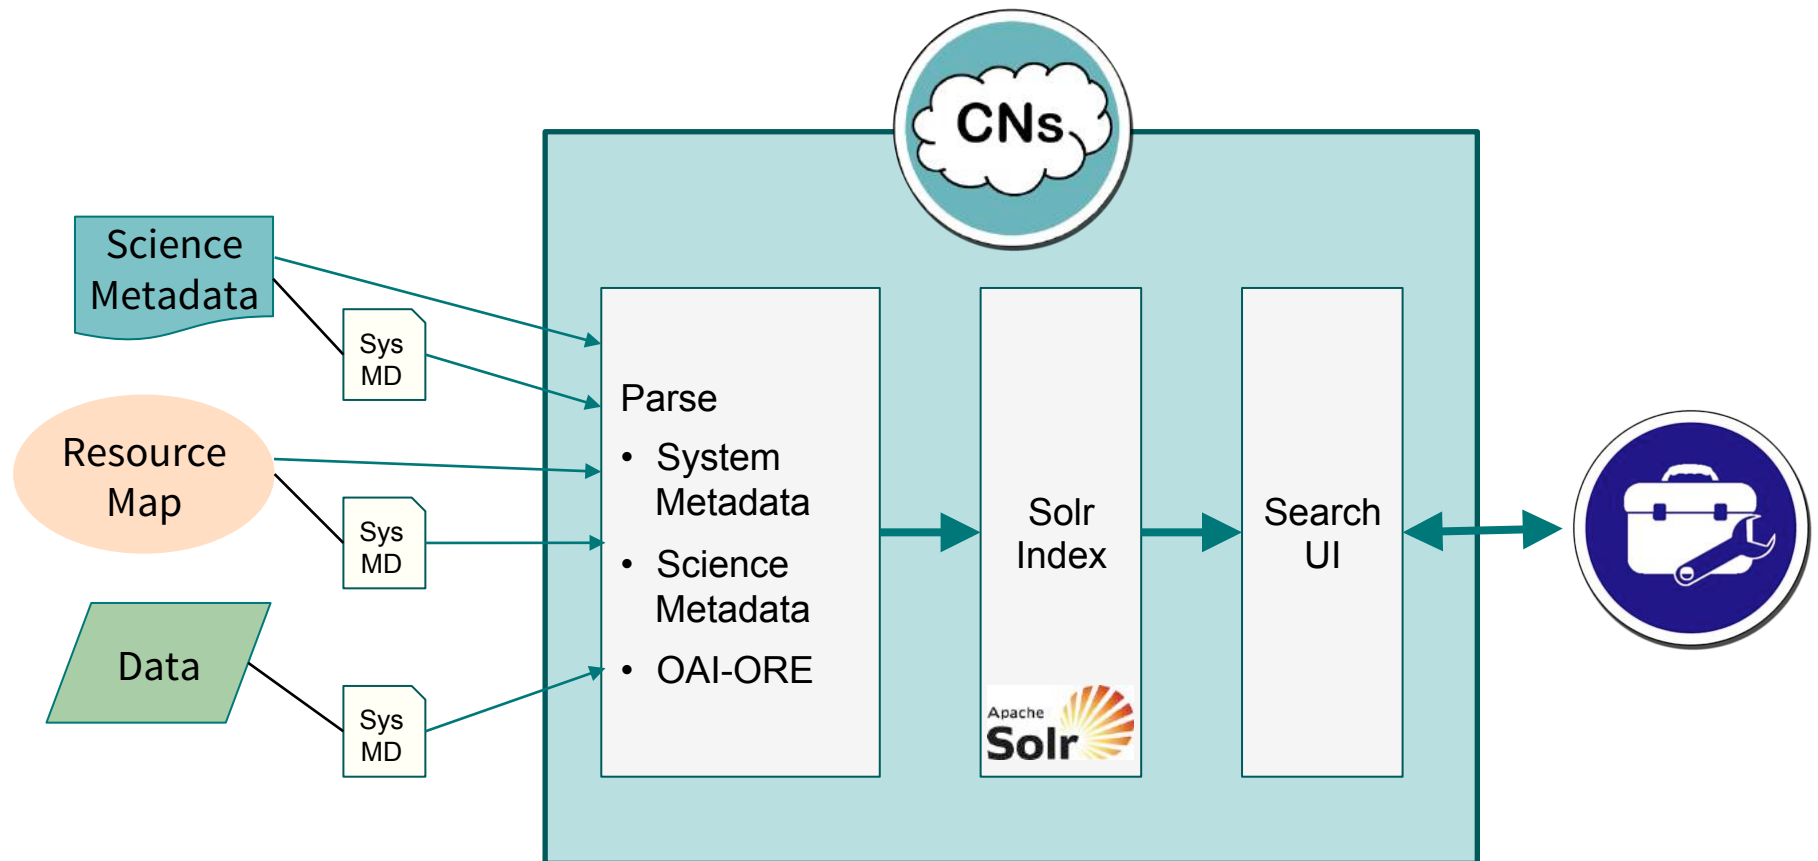 CNs
Science
Metadata
Sys
MD
Resource
Map
Sys
MD
Data
Sys
MD
Parse
• System
Metadata
• Science
Metadata
• OAI-ORE
Solr
Index
Apache
Solr
Search
UI